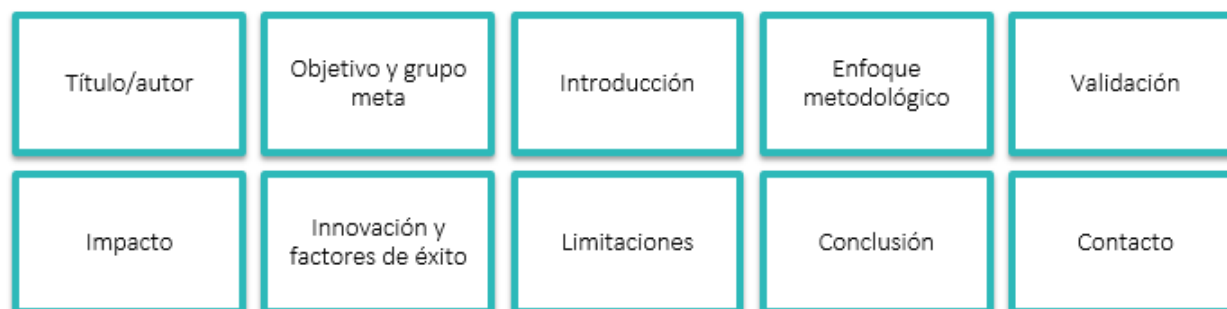 Título/autor
Objetivo y grupo
meta
Introducción
Enfoque
metodológico
Validación
Impacto
Innovación y
factores de éxito
Limitaciones
Conclusión
Contacto